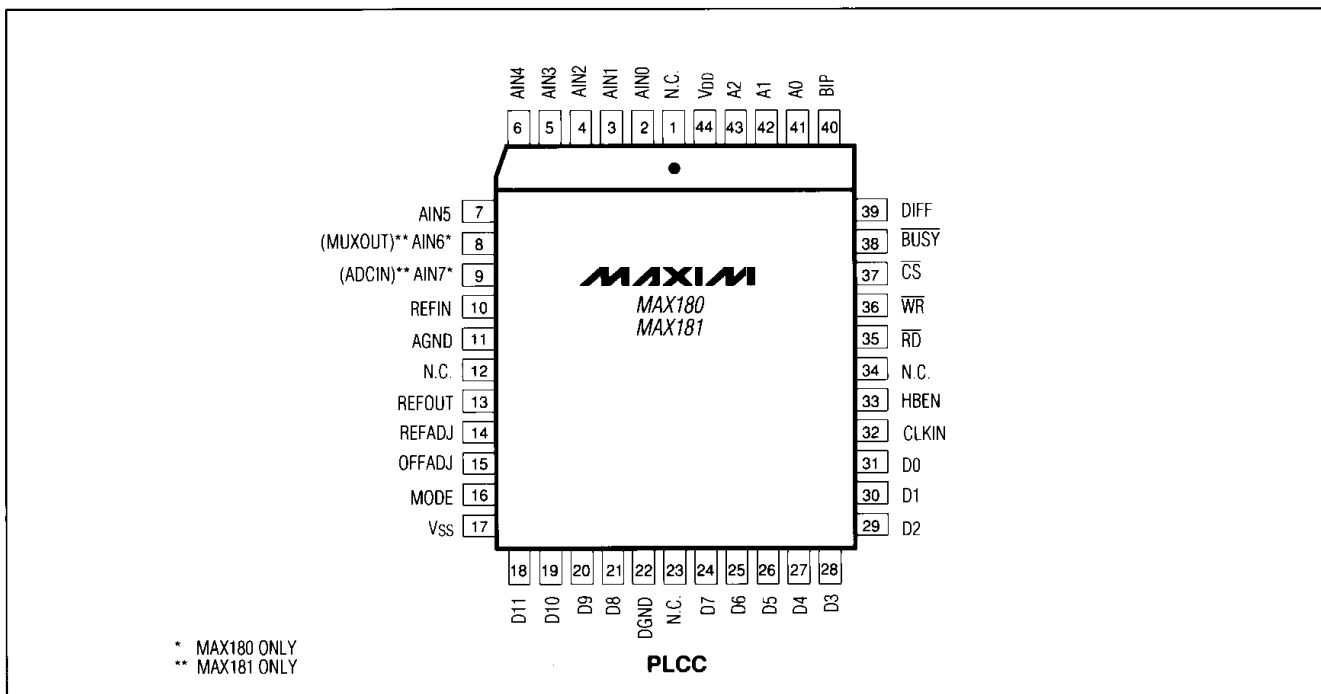 AIN4 AIN3 AIN2 AIN1 AIN0 N.C. VDD A2 A1 A0 BIP
6 5 4 3 2 1 44 43 42 41 40
AIN5 7
(MUXOUT)** AIN6* 8
(ADCIN)** AIN7* 9
REFIN 10
AGND 11
N.C. 12
REFOUT 13
REFADJ 14
OFFADJ 15
MODE 16
VSS 17
MAXIM
MAX180
MAX181
39 DIFF
38 BUSY
37 CS
36 WR
35 RD
34 N.C.
33 HBEN
32 CLKIN
31 D0
30 D1
29 D2
18 19 20 21 22 23 24 25 26 27 28
D11 D10 D9 D8 DGND N.C. D7 D6 D5 D4 D3
* MAX180 ONLY
** MAX181 ONLY
PLCC